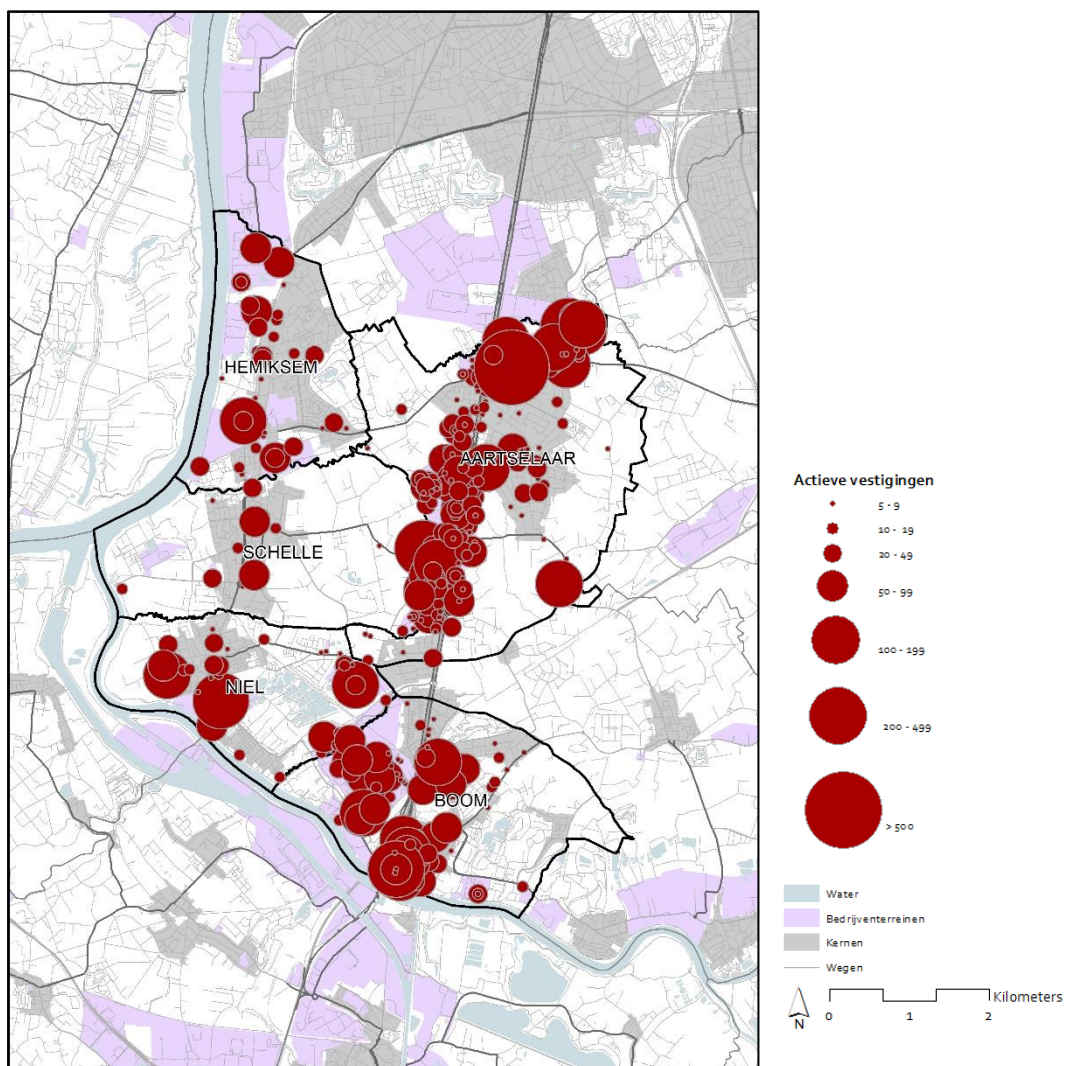 HEMIKSEM
AARTSELAAR
SCHELLE
NIEL
BOOM
Actieve vestigingen
5 - 9
10 - 19
20 - 49
50 - 99
100 - 199
200 - 499
> 500
Water
Bedrijventerreinen
Kernen
Wegen
Kilometers
N
0 1 2